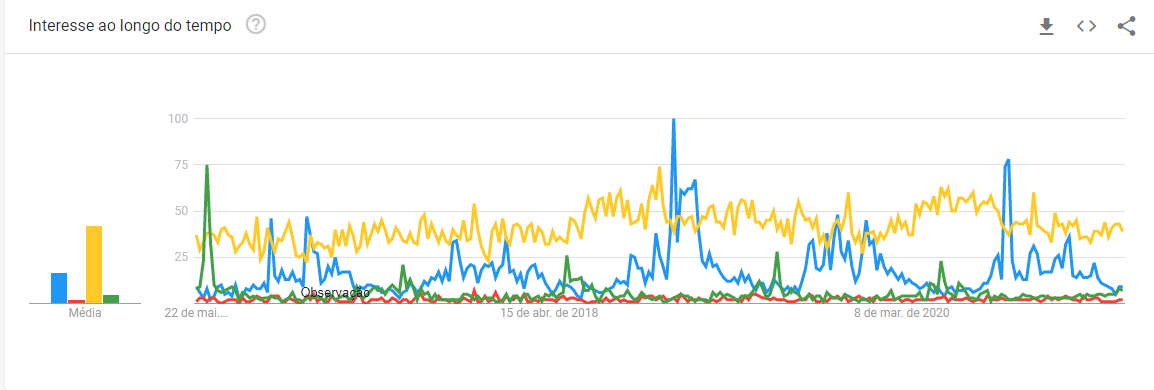 Interesse ao longo do tempo
100
75
50
25
Observação
Média
22 de mai....
15 de abr. de 2018
8 de mar. de 2020